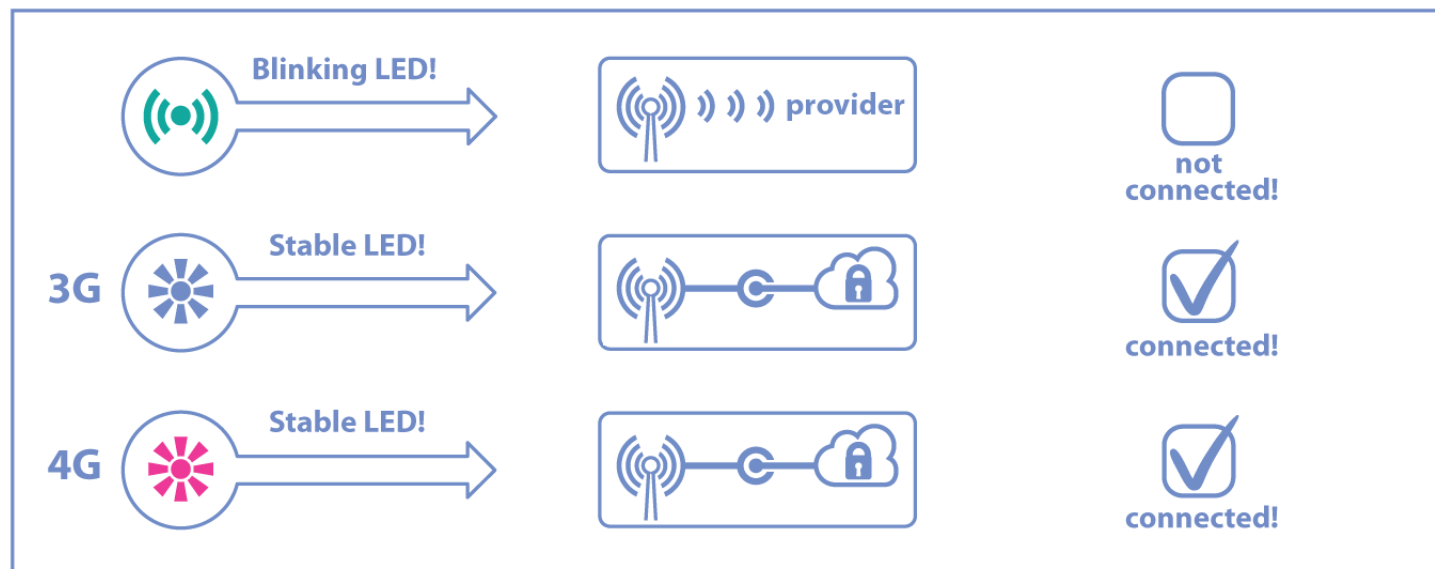 Blinking LED!
provider
not
connected!
3G
Stable LED!
connected!
4G
Stable LED!
connected!